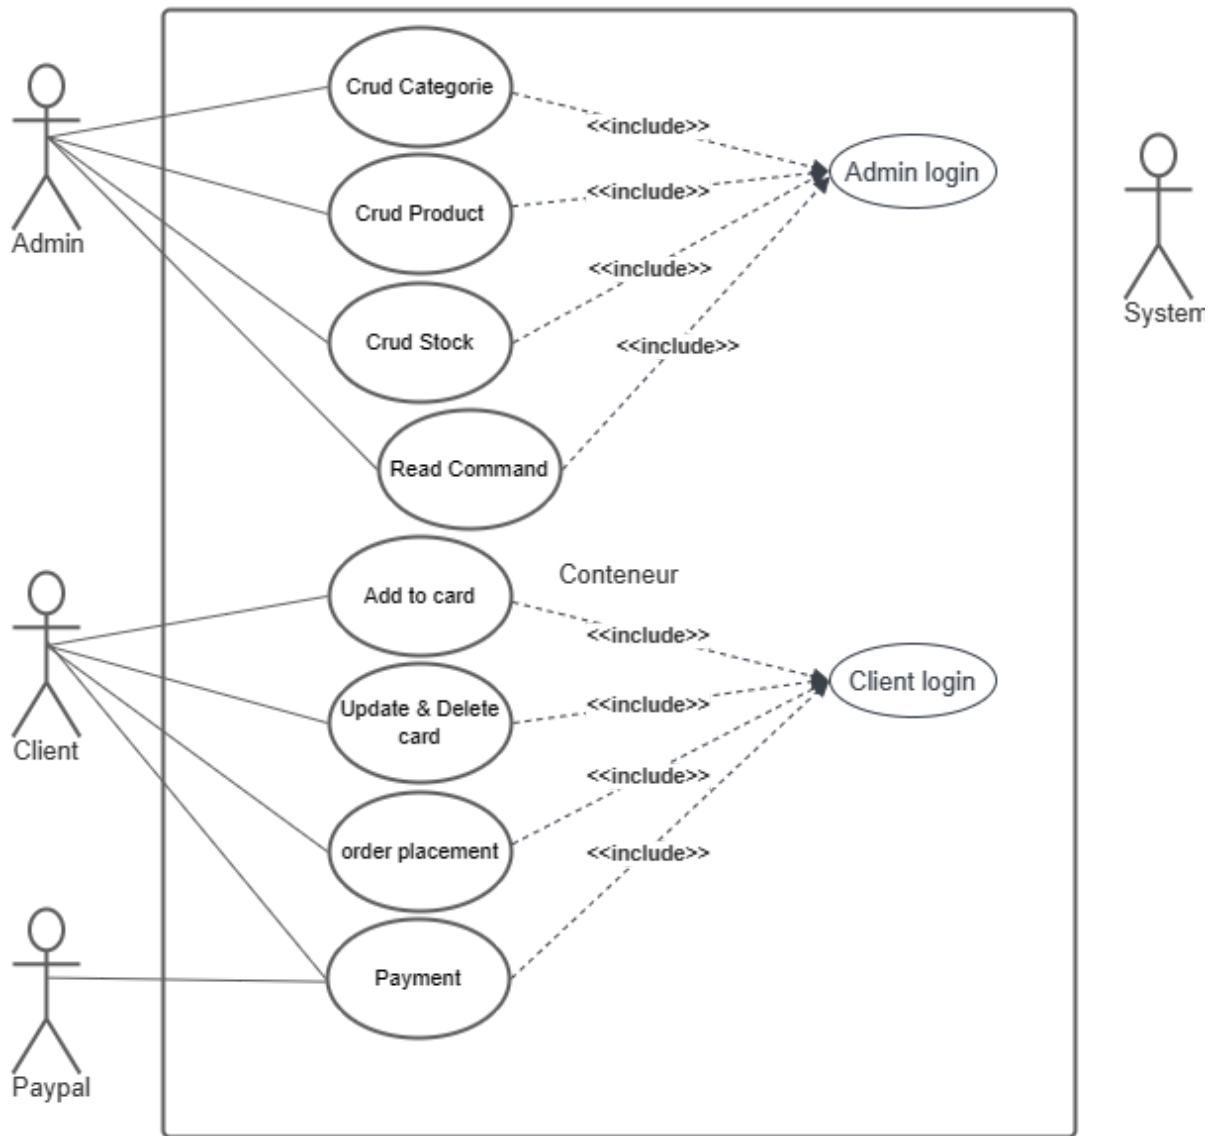 Crud Categorie
<<include>>
Admin login
Crud Product
<<include>>
Admin
System
<<include>>
Crud Stock
<<include>>
Read Command
Conteneur
Add to card
<<include>>
Client login
Update & Delete
card
<<include>>
Client
<<include>>
order placement
<<include>>
Payment
Paypal